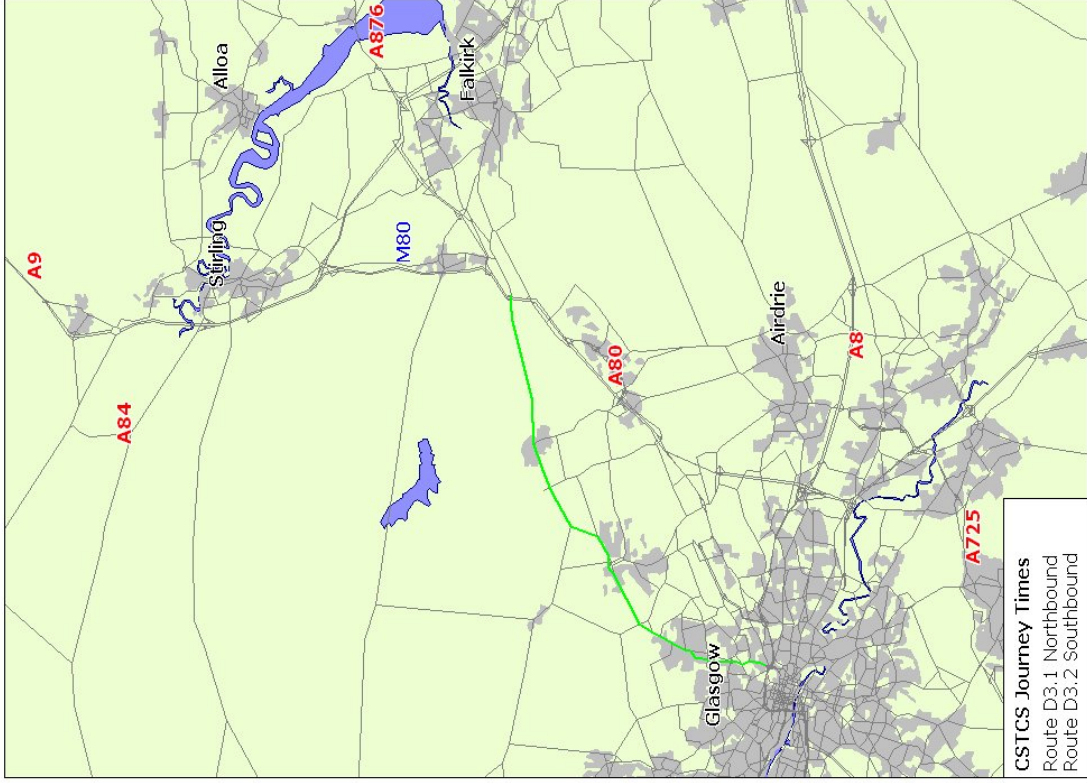 A9
A84
Stirling
Alloa
A876
Falkirk
M80
A80
Airdrie
A8
A725
Glasgow
CSTCS Journey Times
Route D3.1 Northbound
Route D3.2 Southbound